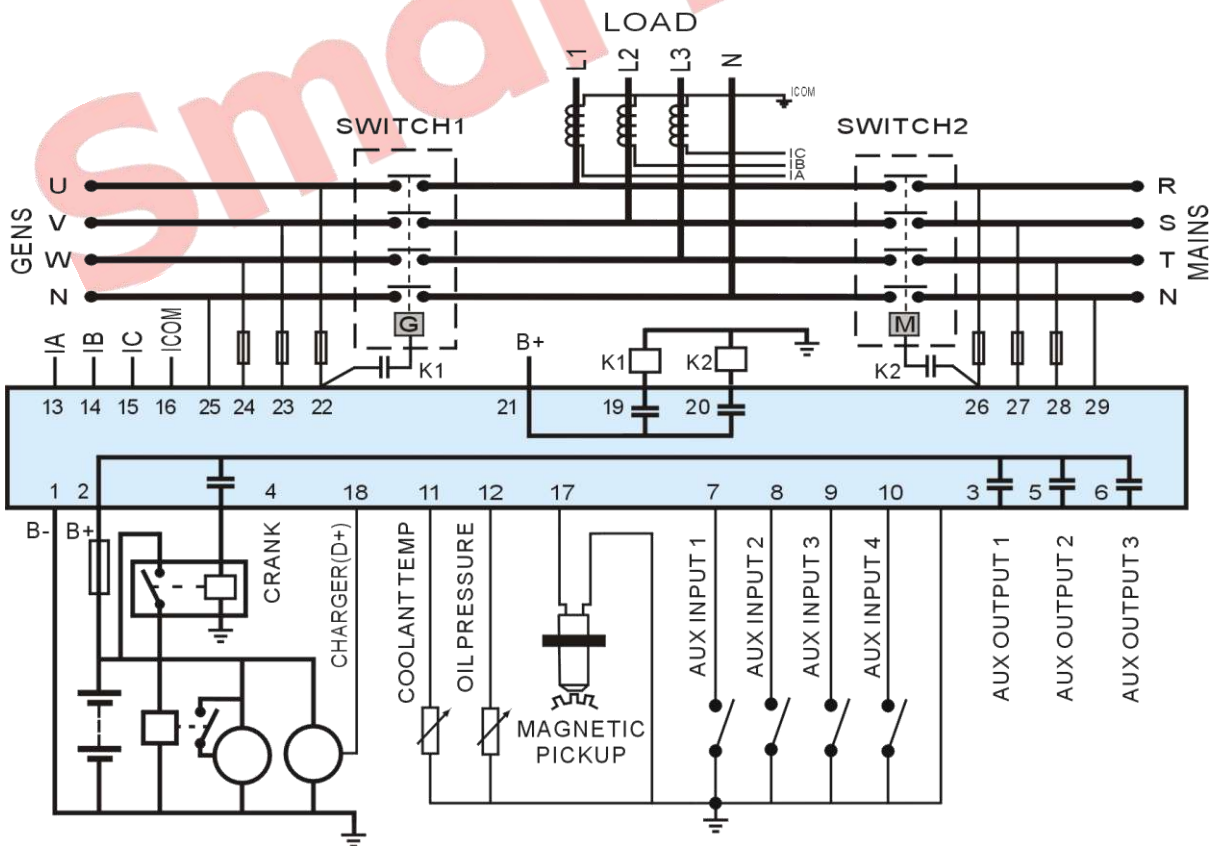 Smar
LOAD
L1 L2 L3 N
ICOM
SWITCH1 SWITCH2
IC
IB
IA
GENS
U
V
W
N
R
S
T
N
MAINS
IA IB IC ICOM
G
K1
B+
K1 K2
M
K2
13 14 15 16 25 24 23 22 21 19 20 26 27 28 29
1 2 4 18 11 12 17 7 8 9 10 3 5 6
B- B+
CRANK
CHARGER(D+)
COOLANT TEMP
OIL PRESSURE
MAGNETIC
PICKUP
AUX INPUT 1
AUX INPUT 2
AUX INPUT 3
AUX INPUT 4
AUX OUTPUT 1
AUX OUTPUT 2
AUX OUTPUT 3